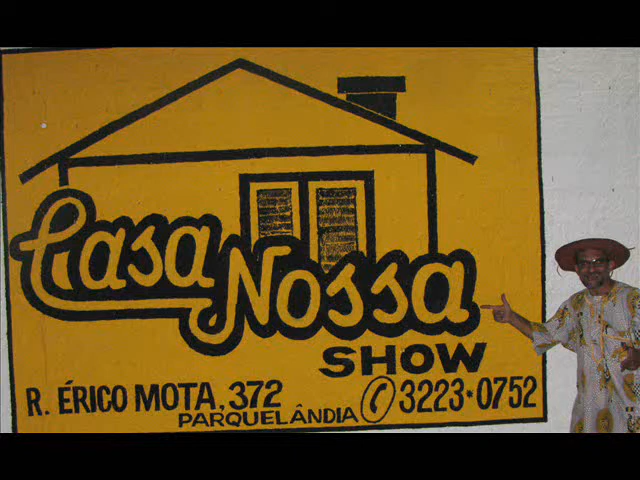 Casa
Nossa
SHOW
R. ÉRICO MOTA, 372
PARQUELÂNDIA
3223*0752